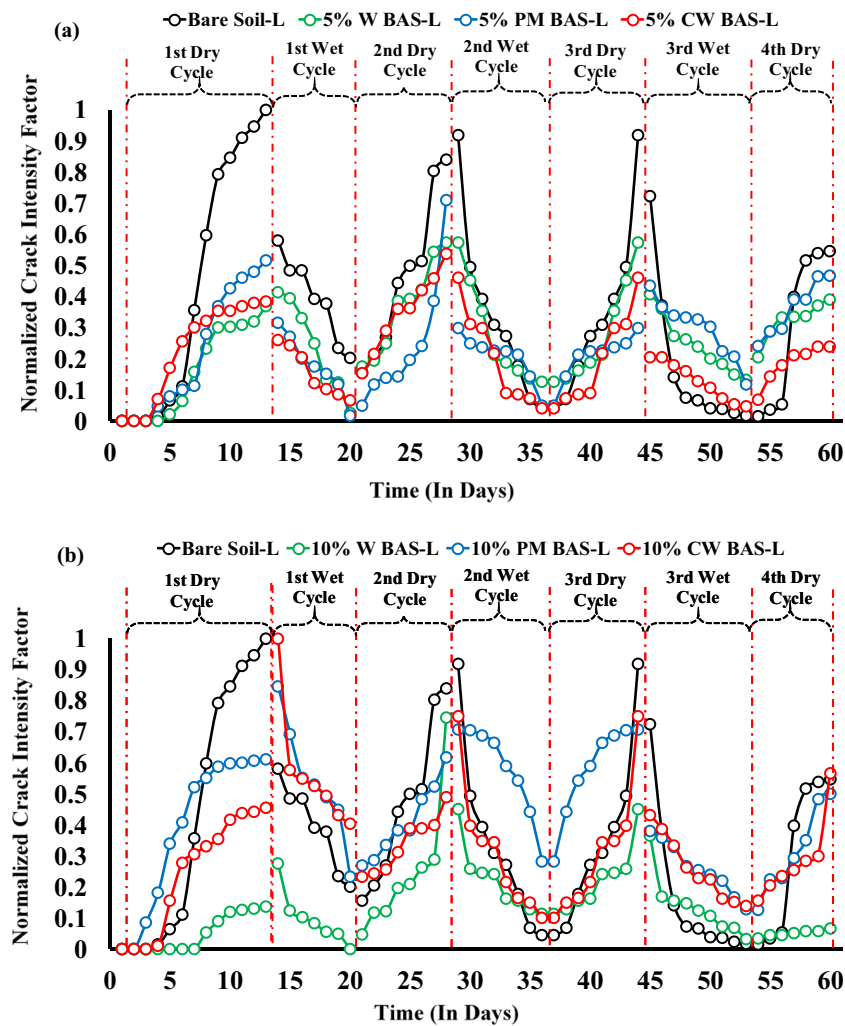 (a)
Bare Soil-L 5% W BAS-L 5% PM BAS-L 5% CW BAS-L
1st Dry Cycle
1st Wet Cycle
2nd Dry Cycle
2nd Wet Cycle
3rd Dry Cycle
3rd Wet Cycle
4th Dry Cycle
Normalized Crack Intensity Factor
1
0.9
0.8
0.7
0.6
0.5
0.4
0.3
0.2
0.1
0
0 5 10 15 20 25 30 35 40 45 50 55 60
Time (In Days)
(b)
Bare Soil-L 10% W BAS-L 10% PM BAS-L 10% CW BAS-L
1st Dry Cycle
1st Wet Cycle
2nd Dry Cycle
2nd Wet Cycle
3rd Dry Cycle
3rd Wet Cycle
4th Dry Cycle
Normalized Crack Intensity Factor
1
0.9
0.8
0.7
0.6
0.5
0.4
0.3
0.2
0.1
0
0 5 10 15 20 25 30 35 40 45 50 55 60
Time (In Days)